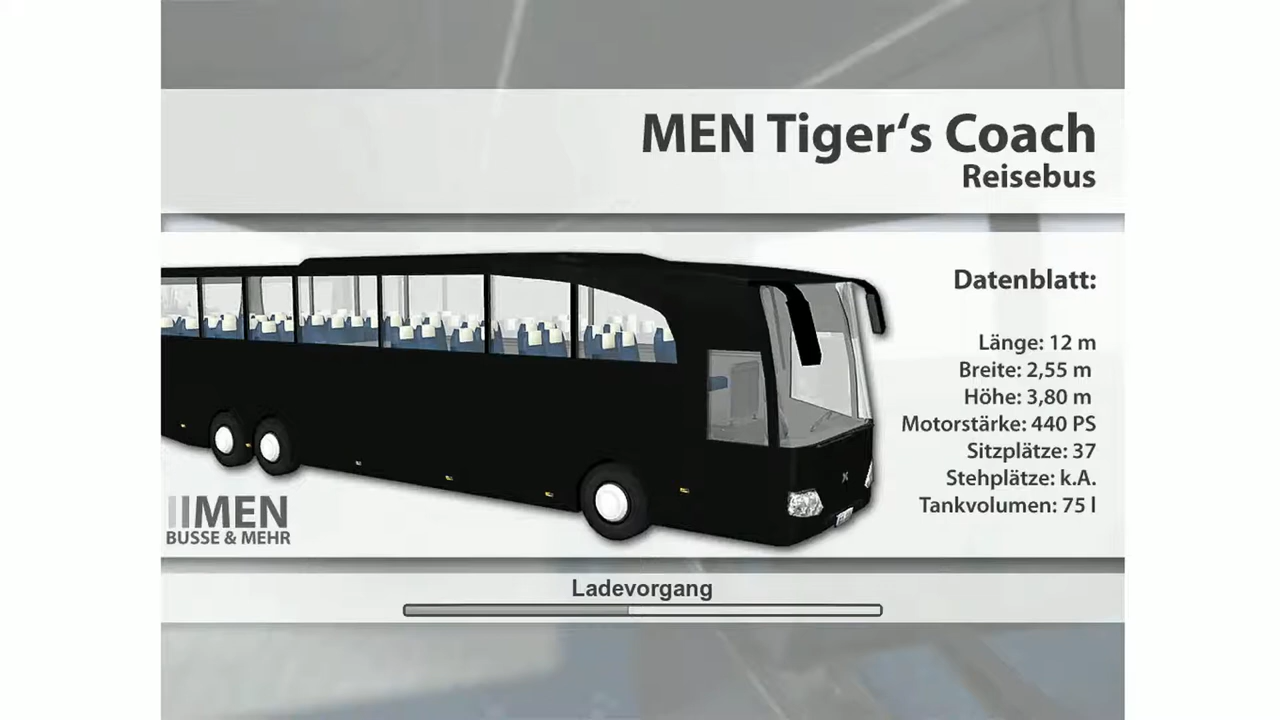 MEN Tiger‘s Coach
Reisebus
Datenblatt:
Länge: 12 m
Breite: 2,55 m
Höhe: 3,80 m
Motorstärke: 440 PS
Sitzplätze: 37
Stehplätze: k.A.
Tankvolumen: 75 l
MEN
BUSSE & MEHR
Ladevorgang